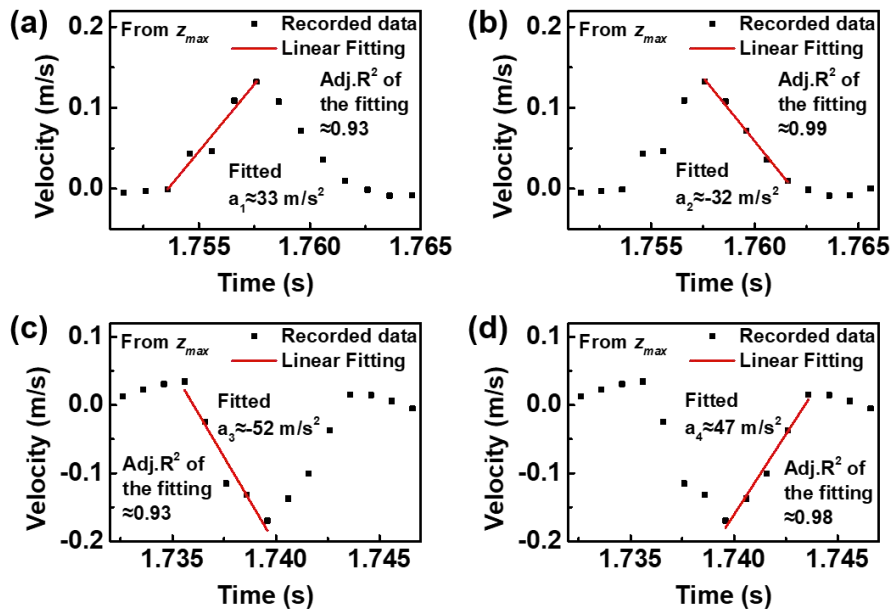 (a)
From z_max
Recorded data
Linear Fitting
Adj.R² of
the fitting
≈0.93
Fitted
a₁≈33 m/s²
Velocity (m/s)
0.2
0.1
0.0
1.755
1.760
1.765
Time (s)
(b)
From z_max
Recorded data
Linear Fitting
Adj.R² of
the fitting
≈0.99
Fitted
a₂≈-32 m/s²
Velocity (m/s)
0.2
0.1
0.0
1.755
1.760
1.765
Time (s)
(c)
From z_max
Recorded data
Linear Fitting
Fitted
a₃≈-52 m/s²
Adj.R² of
the fitting
≈0.93
Velocity (m/s)
0.1
0.0
-0.1
-0.2
1.735
1.740
1.745
Time (s)
(d)
From z_max
Recorded data
Linear Fitting
Fitted
a₄≈47 m/s²
Adj.R² of
the fitting
≈0.98
Velocity (m/s)
0.1
0.0
-0.1
-0.2
1.735
1.740
1.745
Time (s)